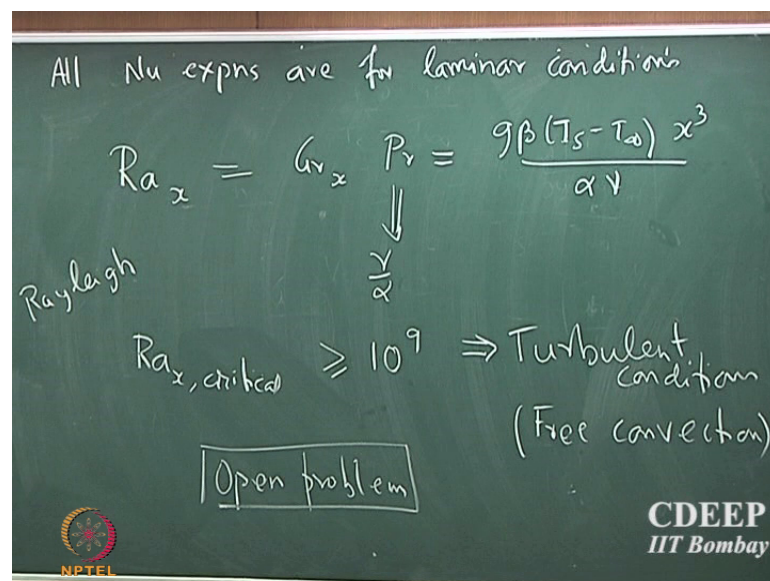 All Nu expns are for laminar conditions
Ra_x = Gr_x Pr = gβ(T_s - T_∞) x³ / αν
⇓
ν/α
Rayleigh
Ra_x, critical ≥ 10⁹ ⇒ Turbulent conditions
(Free convection)
Open problem
CDEEP
IIT Bombay
NPTEL